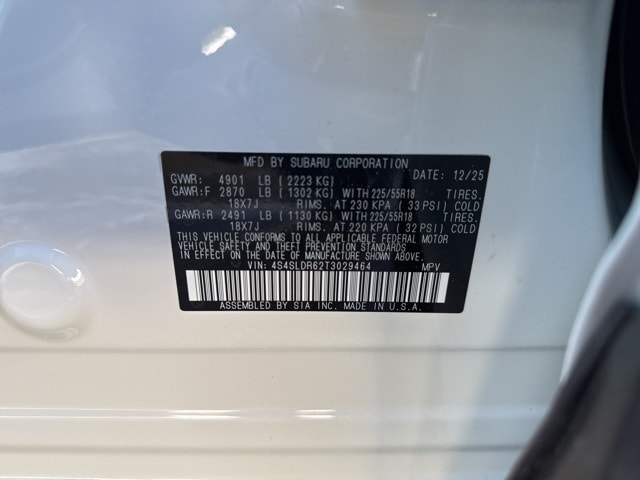 MFD BY SUBARU CORPORATION
DATE: 12/25
GVWR: 4901 LB ( 2223 KG)
GAWR: F 2870 LB ( 1302 KG) WITH 225/55R18 TIRES.
18X7J RIMS. AT 230 KPA ( 33 PSI) COLD
GAWR: R 2491 LB ( 1130 KG) WITH 225/55R18 TIRES.
18X7J RIMS. AT 220 KPA ( 32 PSI) COLD
THIS VEHICLE CONFORMS TO ALL APPLICABLE FEDERAL MOTOR
VEHICLE SAFETY AND THEFT PREVENTION STANDARDS
IN EFFECT ON THE DATE OF MANUFACTURE SHOWN ABOVE.
VIN: 4S4SLDR62T3029464 MPV
ASSEMBLED BY SIA INC. MADE IN U.S.A.